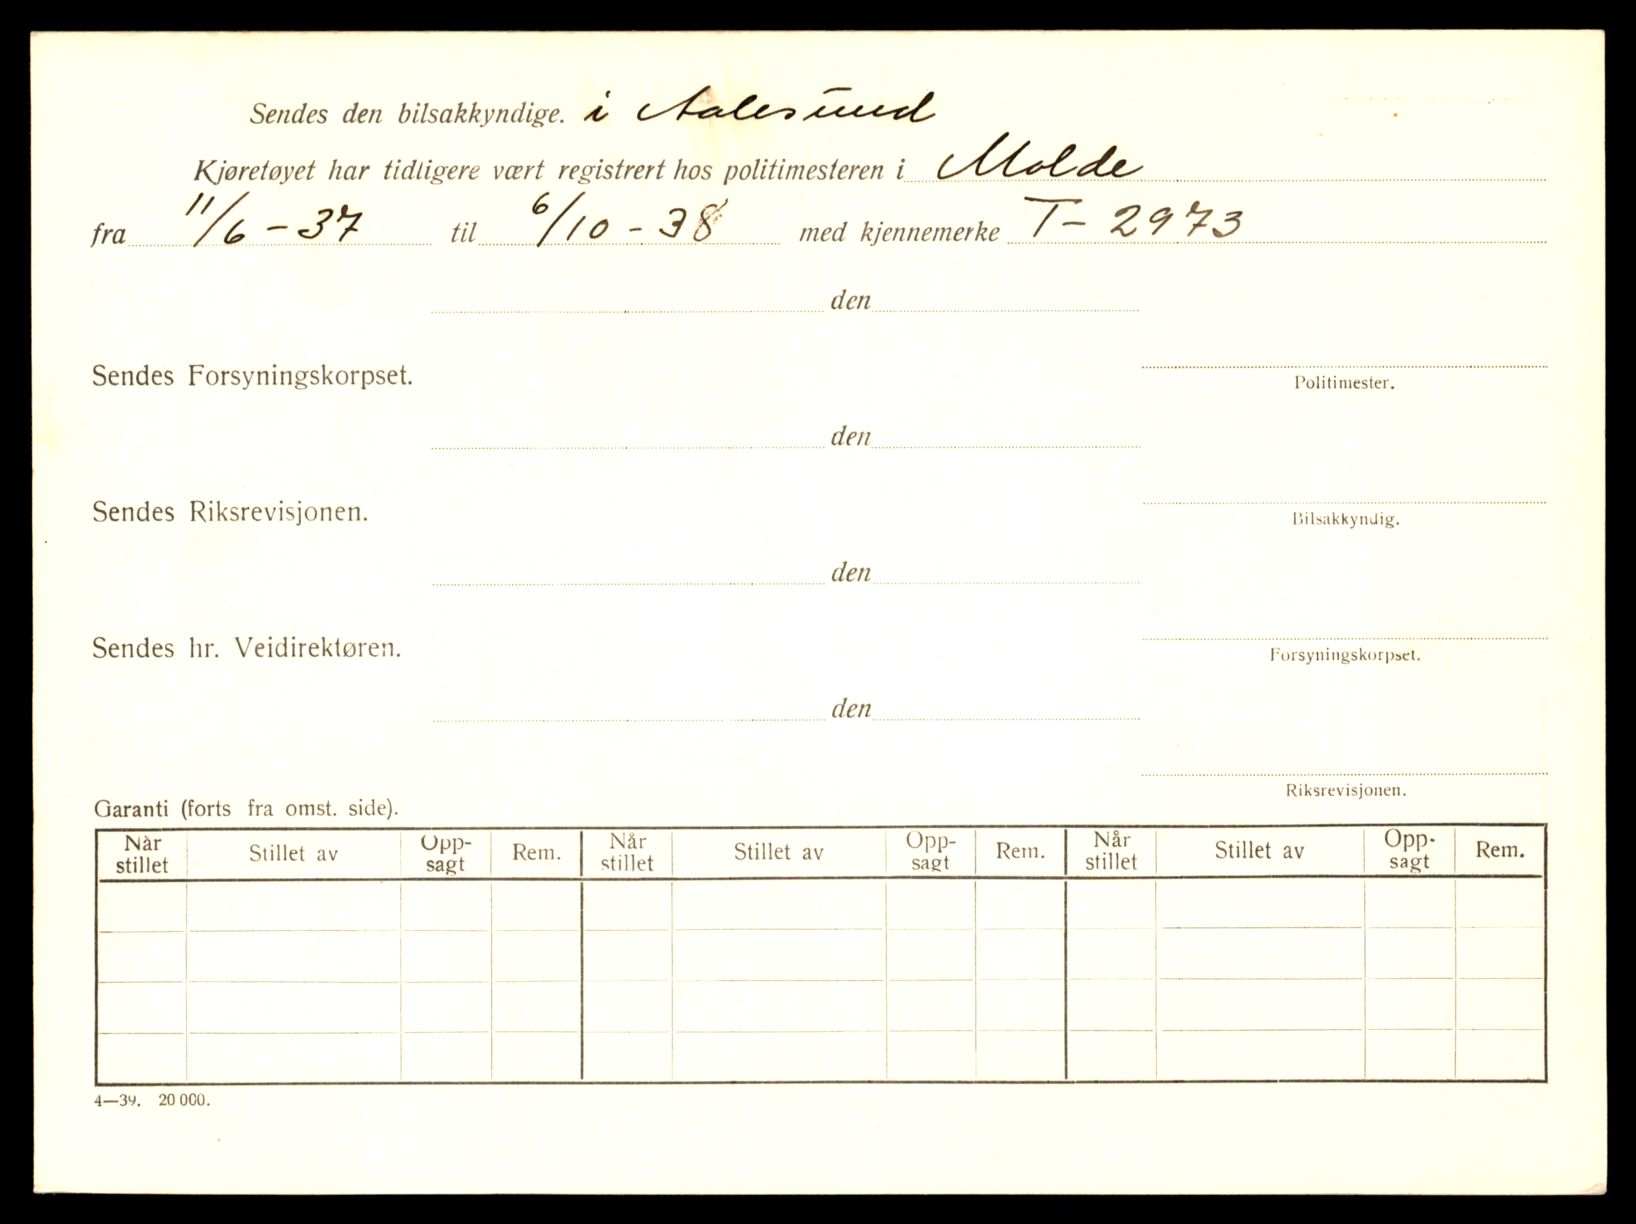 Sendes den bilsakkyndige. i Aalesund
Kjøretøyet har tidligere vært registrert hos politimesteren i Molde
fra 11/6 - 37 til 6/10 - 38 med kjennemerke T - 2973
den
Sendes Forsyningskorpset.
Politimester.
den
Sendes Riksrevisjonen.
Bilsakkyndig.
den
Sendes hr. Veidirektøren.
Forsyningskorpset.
den
Riksrevisjonen.
Garanti (forts fra omst. side).
Når stillet Stillet av Opp-sagt Rem. Når stillet Stillet av Opp-sagt Rem. Når stillet Stillet av Opp-sagt Rem.
4—39. 20 000.